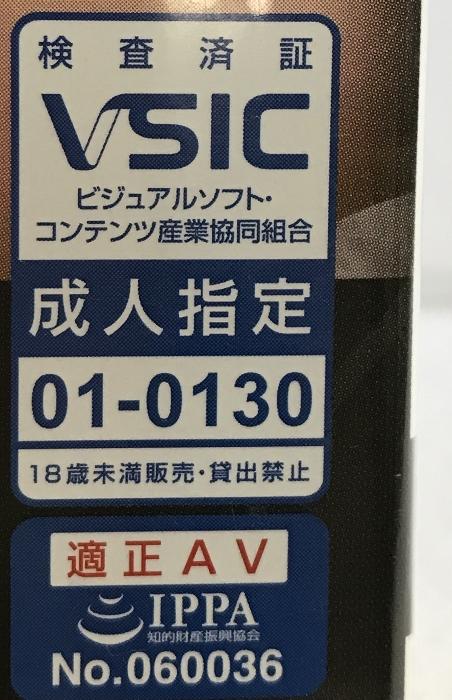 検査済証
VSIC
ビジュアルソフト・
コンテンツ産業協同組合
成人指定
01-0130
18歳未満販売・貸出禁止
適正AV
IPPA
知的財産振興協会
No.060036